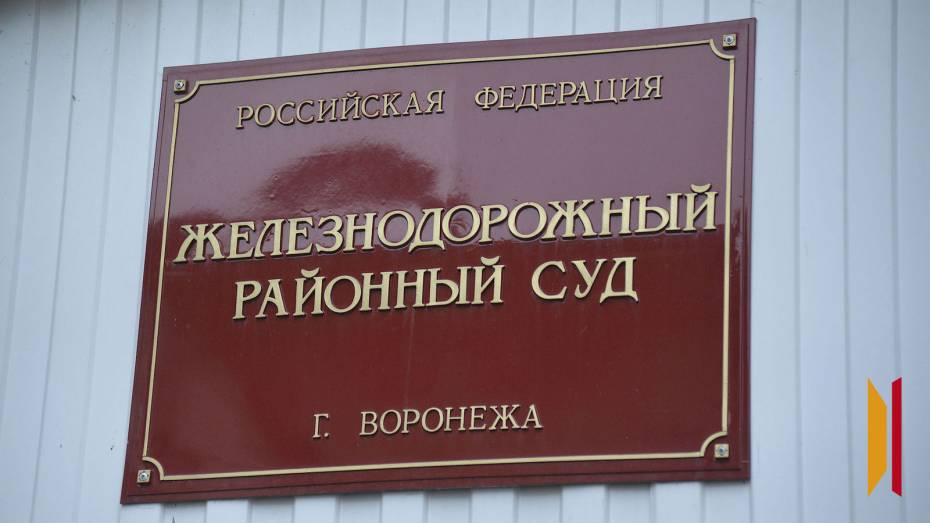 РОССИЙСКАЯ ФЕДЕРАЦИЯ
ЖЕЛЕЗНОДОРОЖНЫЙ
РАЙОННЫЙ СУД
Г. ВОРОНЕЖА